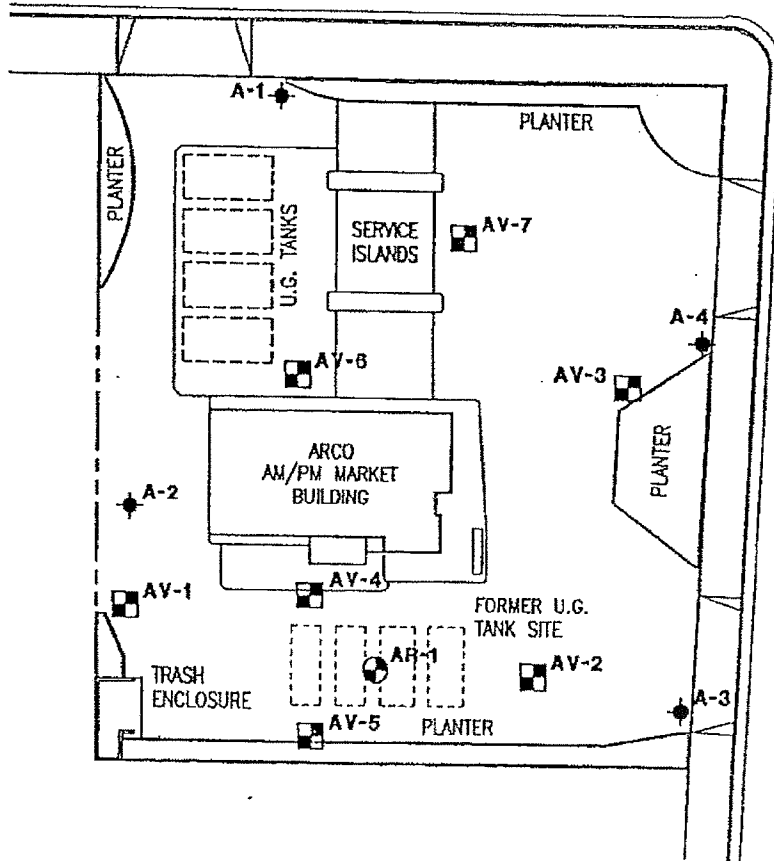 A-1
PLANTER
PLANTER
U.G. TANKS
SERVICE
ISLANDS
AV-7
A-4
AV-6
AV-3
ARCO
AM/PM MARKET
BUILDING
PLANTER
A-2
AV-1
AV-4
FORMER U.G.
TANK SITE
AR-1
AV-2
TRASH
ENCLOSURE
A-3
AV-5
PLANTER